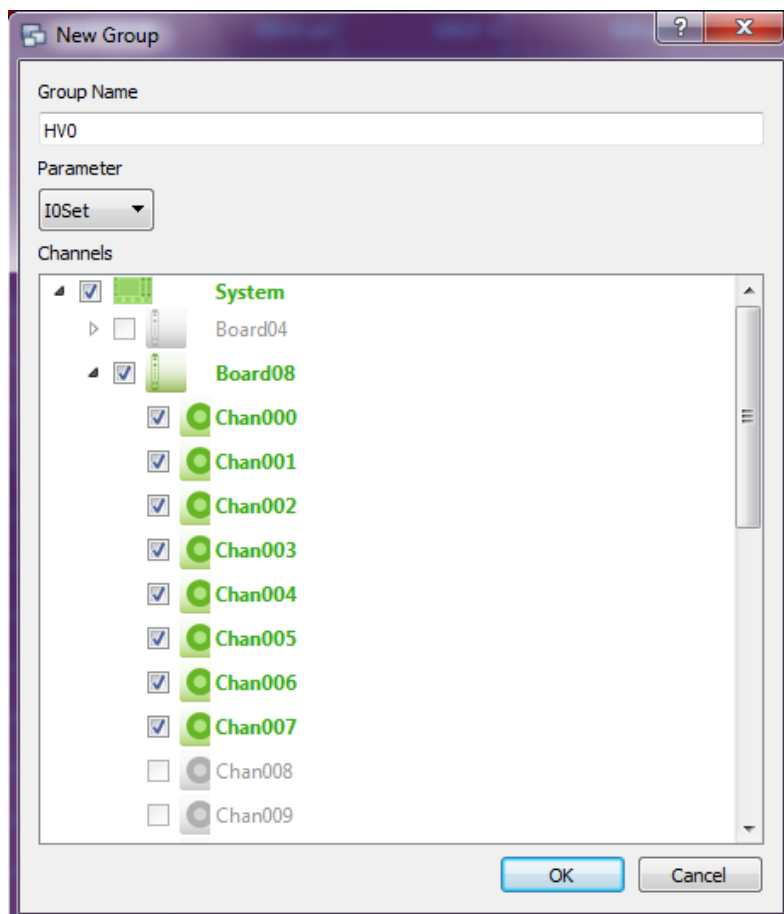 New Group
?
X
Group Name
HV0
Parameter
I0Set
Channels
System
Board04
Board08
Chan000
Chan001
Chan002
Chan003
Chan004
Chan005
Chan006
Chan007
Chan008
Chan009
OK Cancel